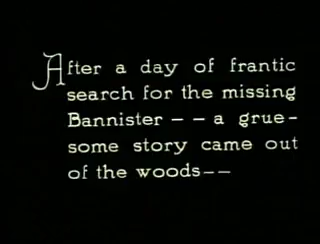 After a day of frantic
search for the missing
Bannister -- a grue-
some story came out
of the woods--